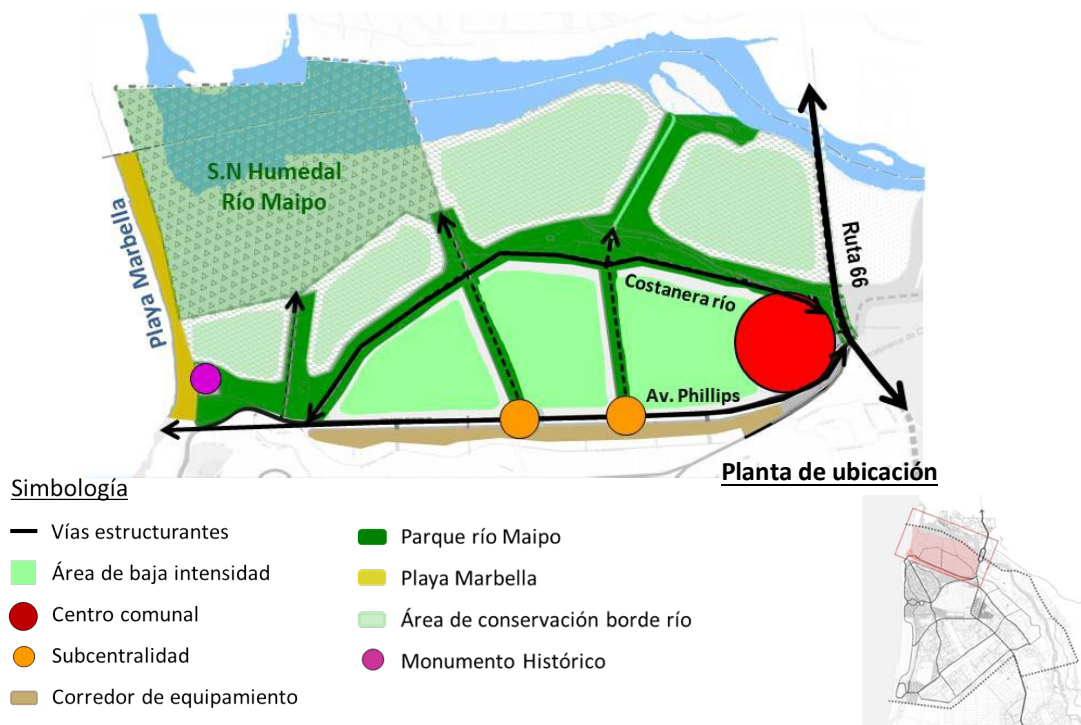 S.N Humedal
Río Maipo
Playa Marbella
Ruta 66
Costanera río
Av. Phillips
Planta de ubicación
Simbología
Vías estructurantes
Área de baja intensidad
Centro comunal
Subcentralidad
Corredor de equipamiento
Parque río Maipo
Playa Marbella
Área de conservación borde río
Monumento Histórico